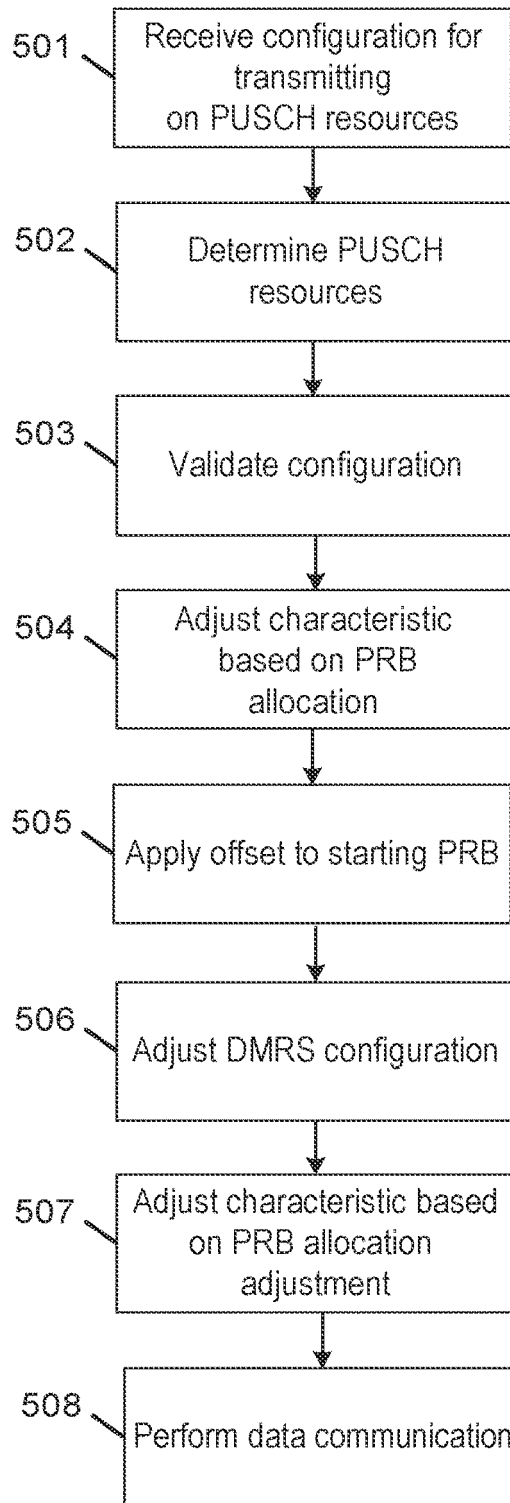 501
Receive configuration for
transmitting
on PUSCH resources
502
Determine PUSCH
resources
503
Validate configuration
504
Adjust characteristic
based on PRB
allocation
505
Apply offset to starting PRB
506
Adjust DMRS configuration
507
Adjust characteristic based
on PRB allocation
adjustment
508
Perform data communication